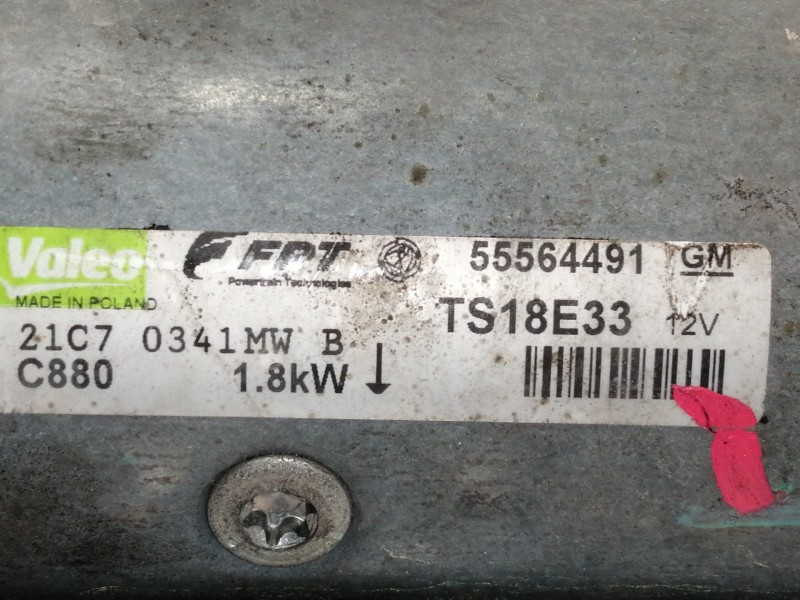 Valeo
FPT
Powertrain Technologies
55564491 GM
MADE IN POLAND
TS18E33 12V
21C7 0341MW B
C880 1.8kW ↓